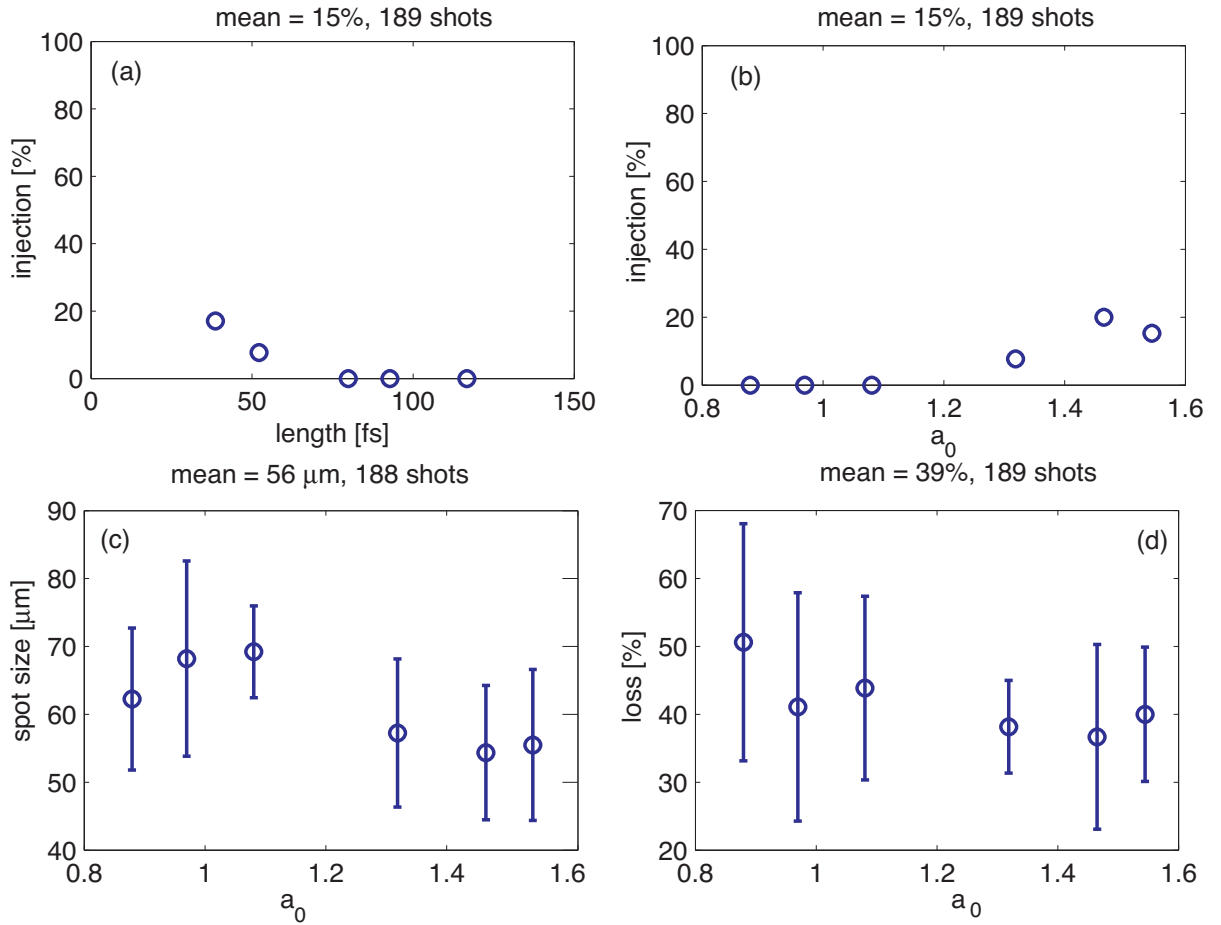 mean = 15%, 189 shots
(a)
injection [%]
100
80
60
40
20
0
0 50 100 150
length [fs]
mean = 15%, 189 shots
(b)
injection [%]
100
80
60
40
20
0
0.8 1 1.2 1.4 1.6
a0
mean = 56 μm, 188 shots
(c)
spot size [μm]
90
80
70
60
50
40
0.8 1 1.2 1.4 1.6
a0
mean = 39%, 189 shots
(d)
loss [%]
70
60
50
40
30
20
0.8 1 1.2 1.4 1.6
a0